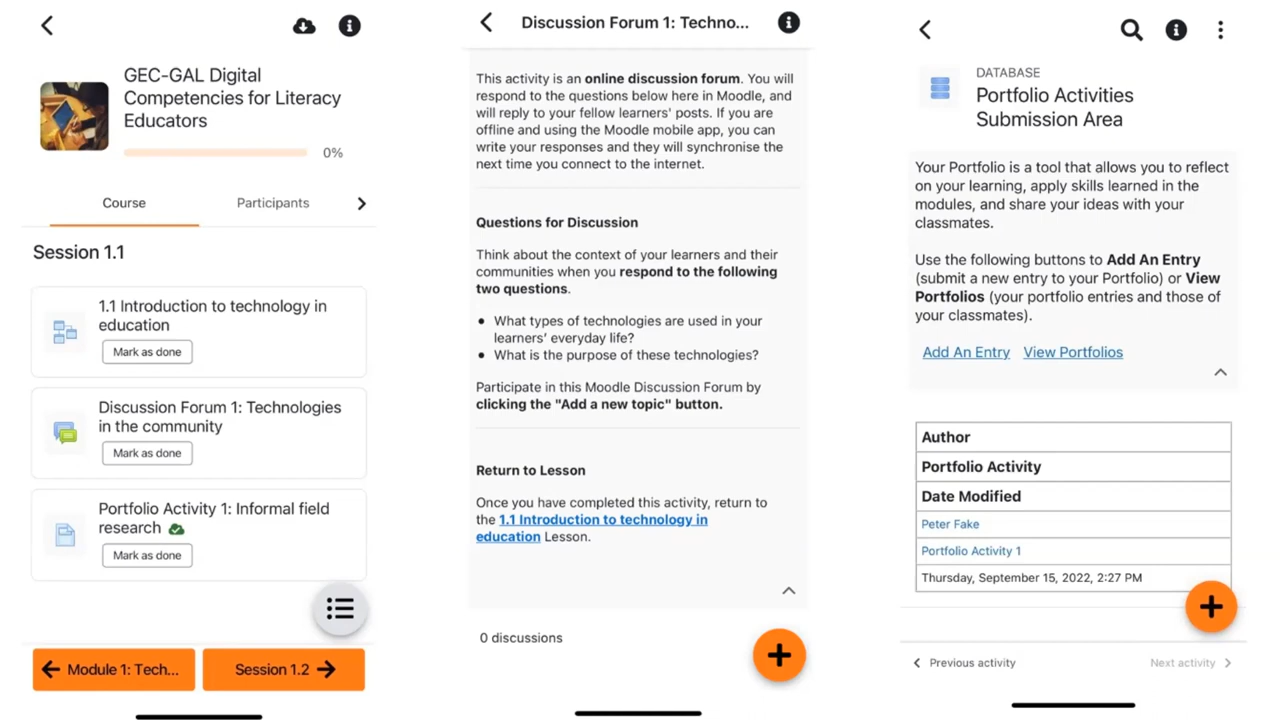 GEC-GAL Digital
Competencies for Literacy
Educators
0%
Course
Participants
Session 1.1
1.1 Introduction to technology in
education
Mark as done
Discussion Forum 1: Technologies
in the community
Mark as done
Portfolio Activity 1: Informal field
research
Mark as done
Module 1: Tech...
Session 1.2
Discussion Forum 1: Techno...
This activity is an online discussion forum. You will
respond to the questions below here in Moodle, and
will reply to your fellow learners' posts. If you are
offline and using the Moodle mobile app, you can
write your responses and they will synchronise the
next time you connect to the internet.
Questions for Discussion
Think about the context of your learners and their
communities when you respond to the following
two questions.
• What types of technologies are used in your
learners' everyday life?
• What is the purpose of these technologies?
Participate in this Moodle Discussion Forum by
clicking the "Add a new topic" button.
Return to Lesson
Once you have completed this activity, return to
the 1.1 Introduction to technology in
education Lesson.
0 discussions
DATABASE
Portfolio Activities
Submission Area
Your Portfolio is a tool that allows you to reflect
on your learning, apply skills learned in the
modules, and share your ideas with your
classmates.
Use the following buttons to Add An Entry
(submit a new entry to your Portfolio) or View
Portfolios (your portfolio entries and those of
your classmates).
Add An Entry View Portfolios
Author
Portfolio Activity
Date Modified
Peter Fake
Portfolio Activity 1
Thursday, September 15, 2022, 2:27 PM
Previous activity
Next activity